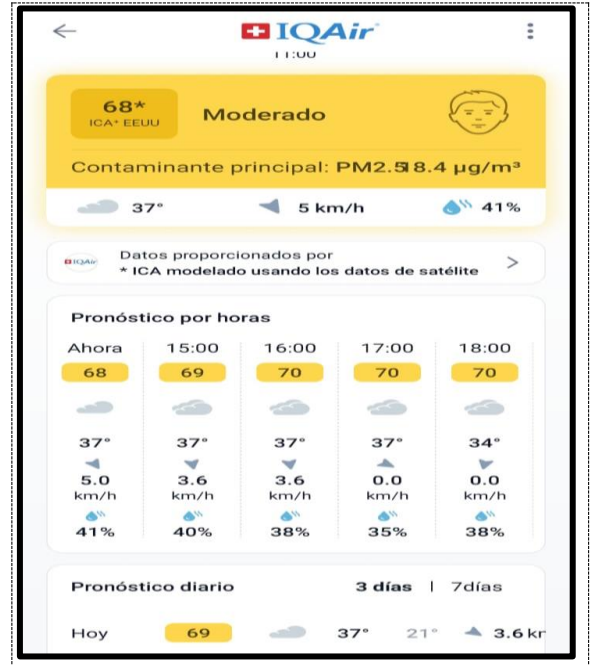 IQAir
11:00
68*
ICA* EEUU
Moderado
Contaminante principal: PM2.5 18.4 µg/m³
37° 5 km/h 41%
IQAir
Datos proporcionados por
* ICA modelado usando los datos de satélite
Pronóstico por horas
Ahora 15:00 16:00 17:00 18:00
68 69 70 70 70
37° 37° 37° 37° 34°
5.0 3.6 3.6 0.0 0.0
km/h km/h km/h km/h km/h
41% 40% 38% 35% 38%
Pronóstico diario 3 días | 7días
Hoy 69 37° 21° 3.6 kr